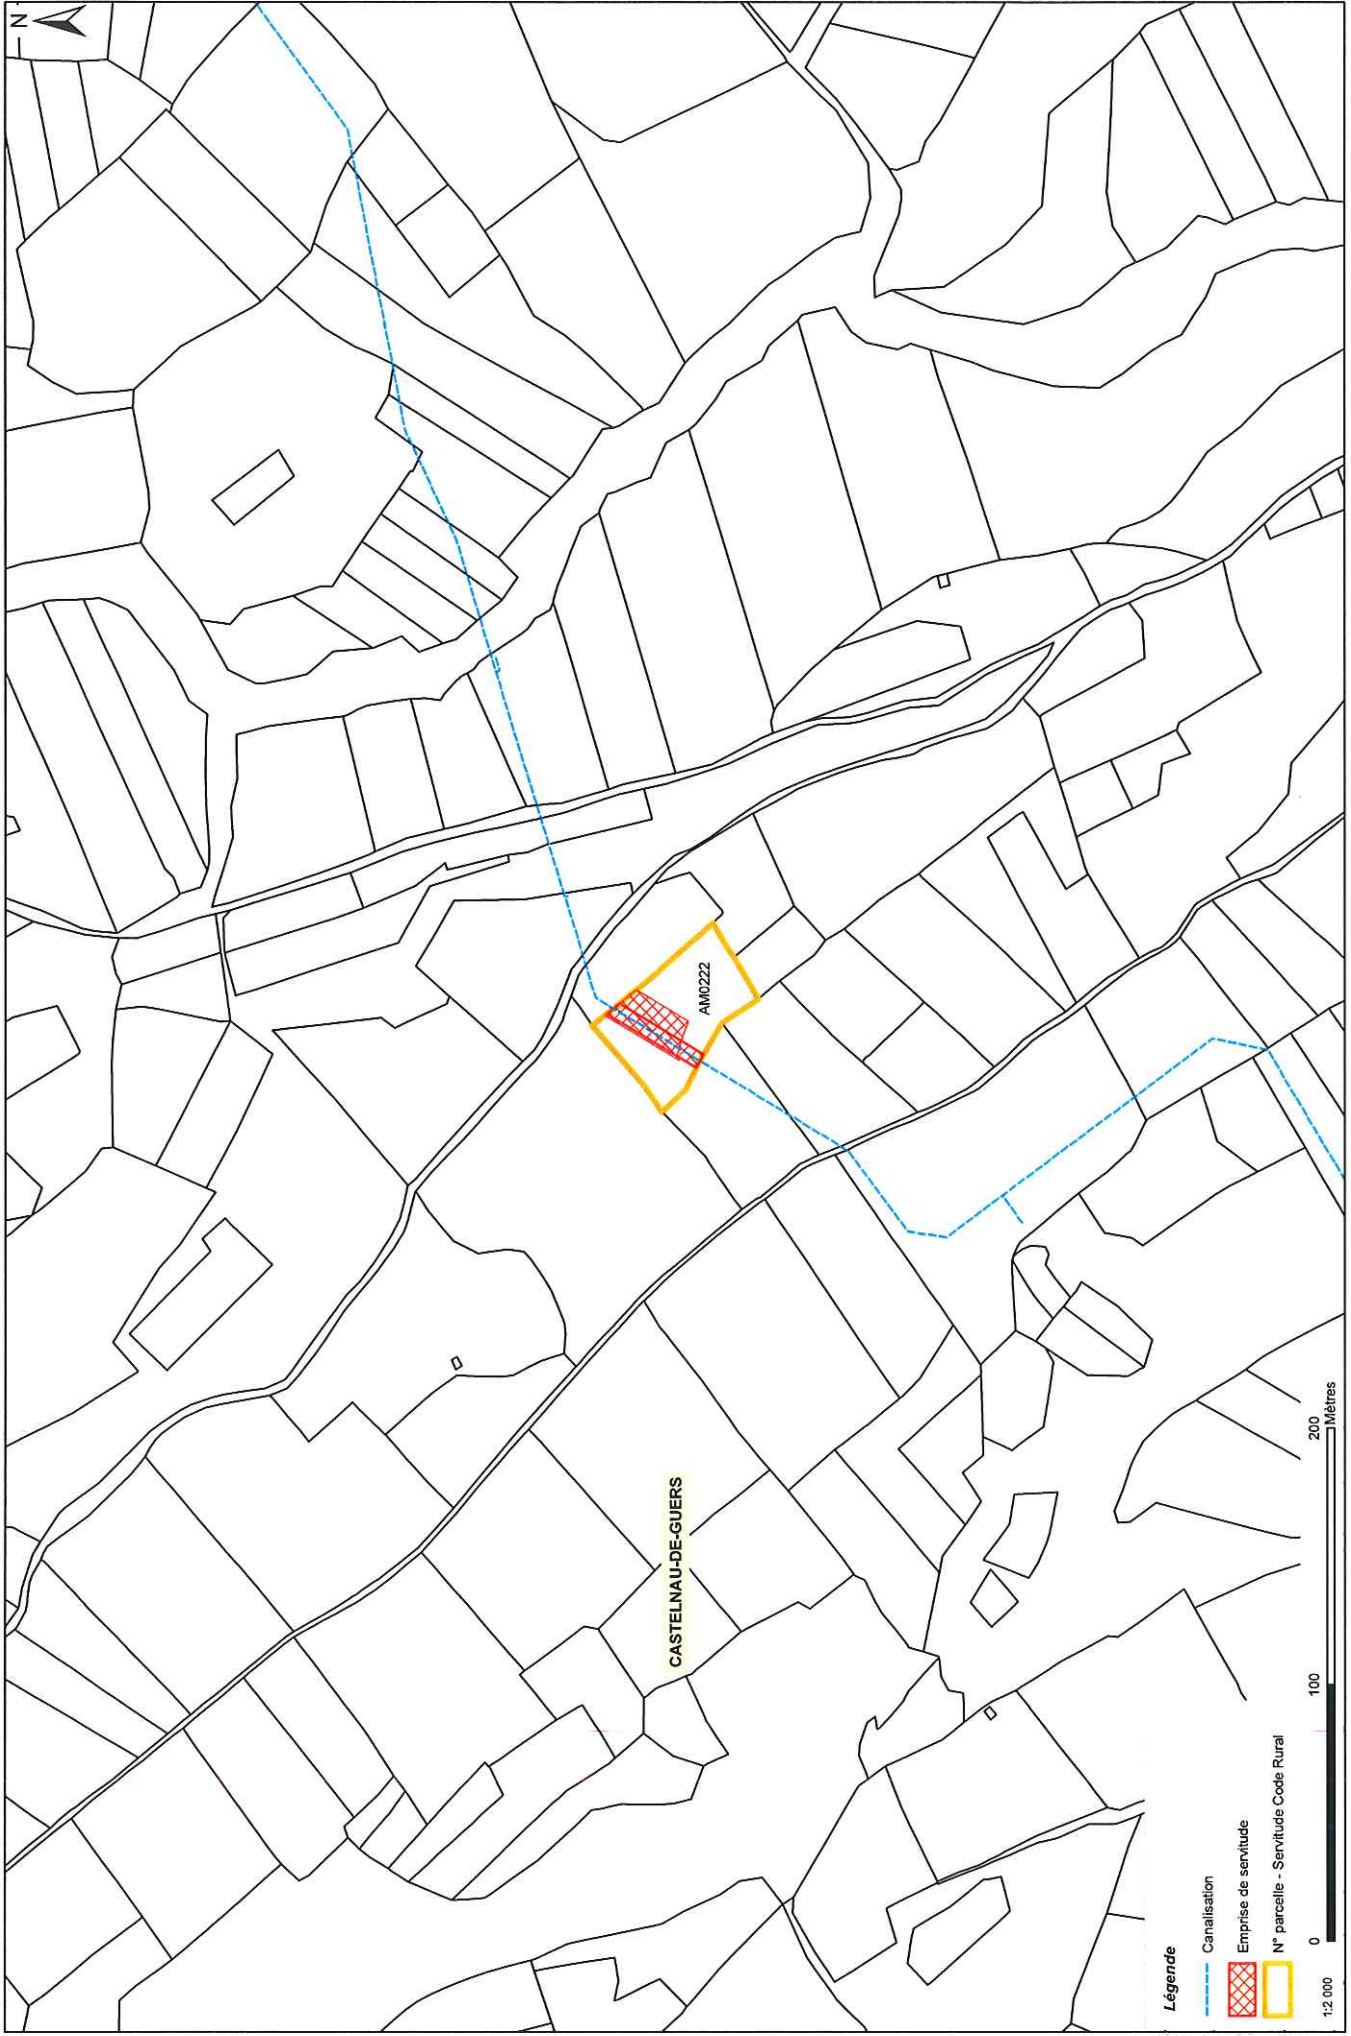 N
AM0222
CASTELNAU-DE-GUERS
Légende
Canalisation
Emprise de servitude
N° parcelle - Servitude Code Rural
0 100 200
Mètres
1:2 000